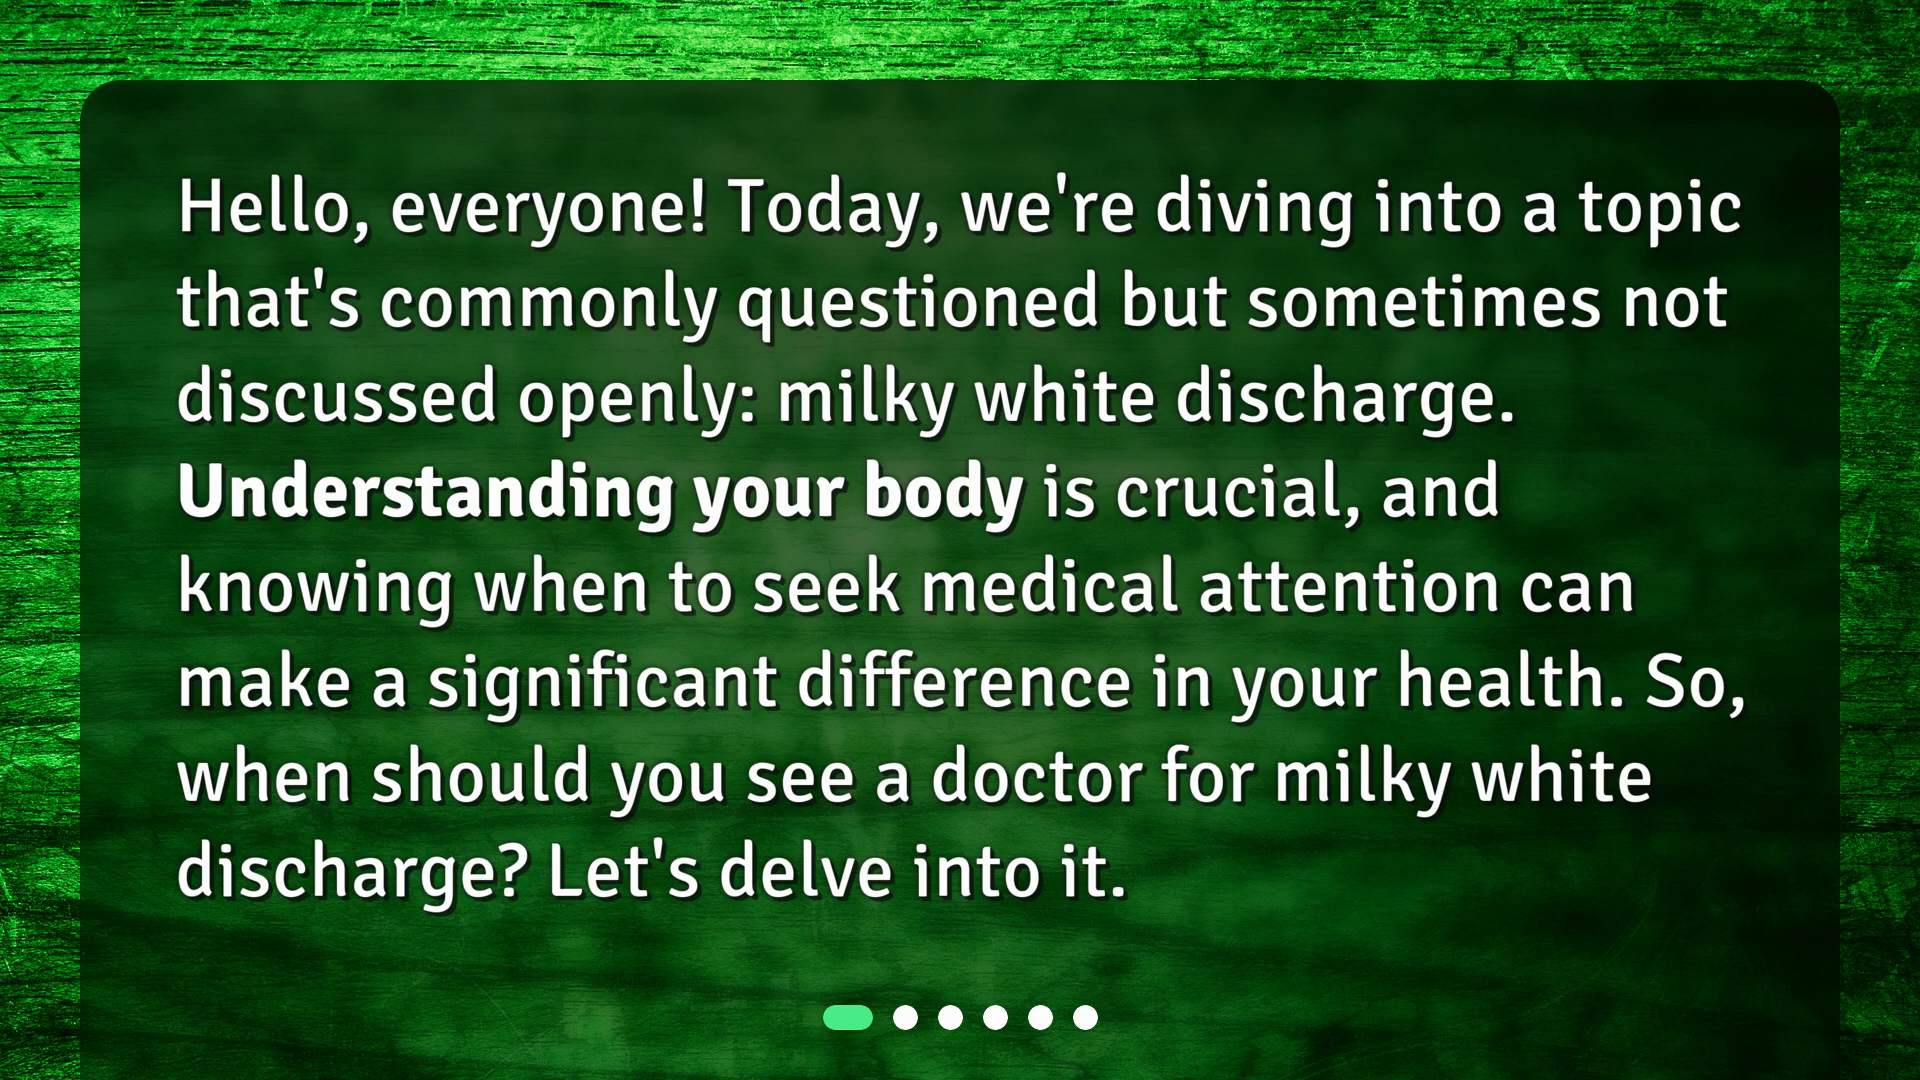 Hello, everyone! Today, we're diving into a topic
that's commonly questioned but sometimes not
discussed openly: milky white discharge.
Understanding your body is crucial, and
knowing when to seek medical attention can
make a significant difference in your health. So,
when should you see a doctor for milky white
discharge? Let's delve into it.